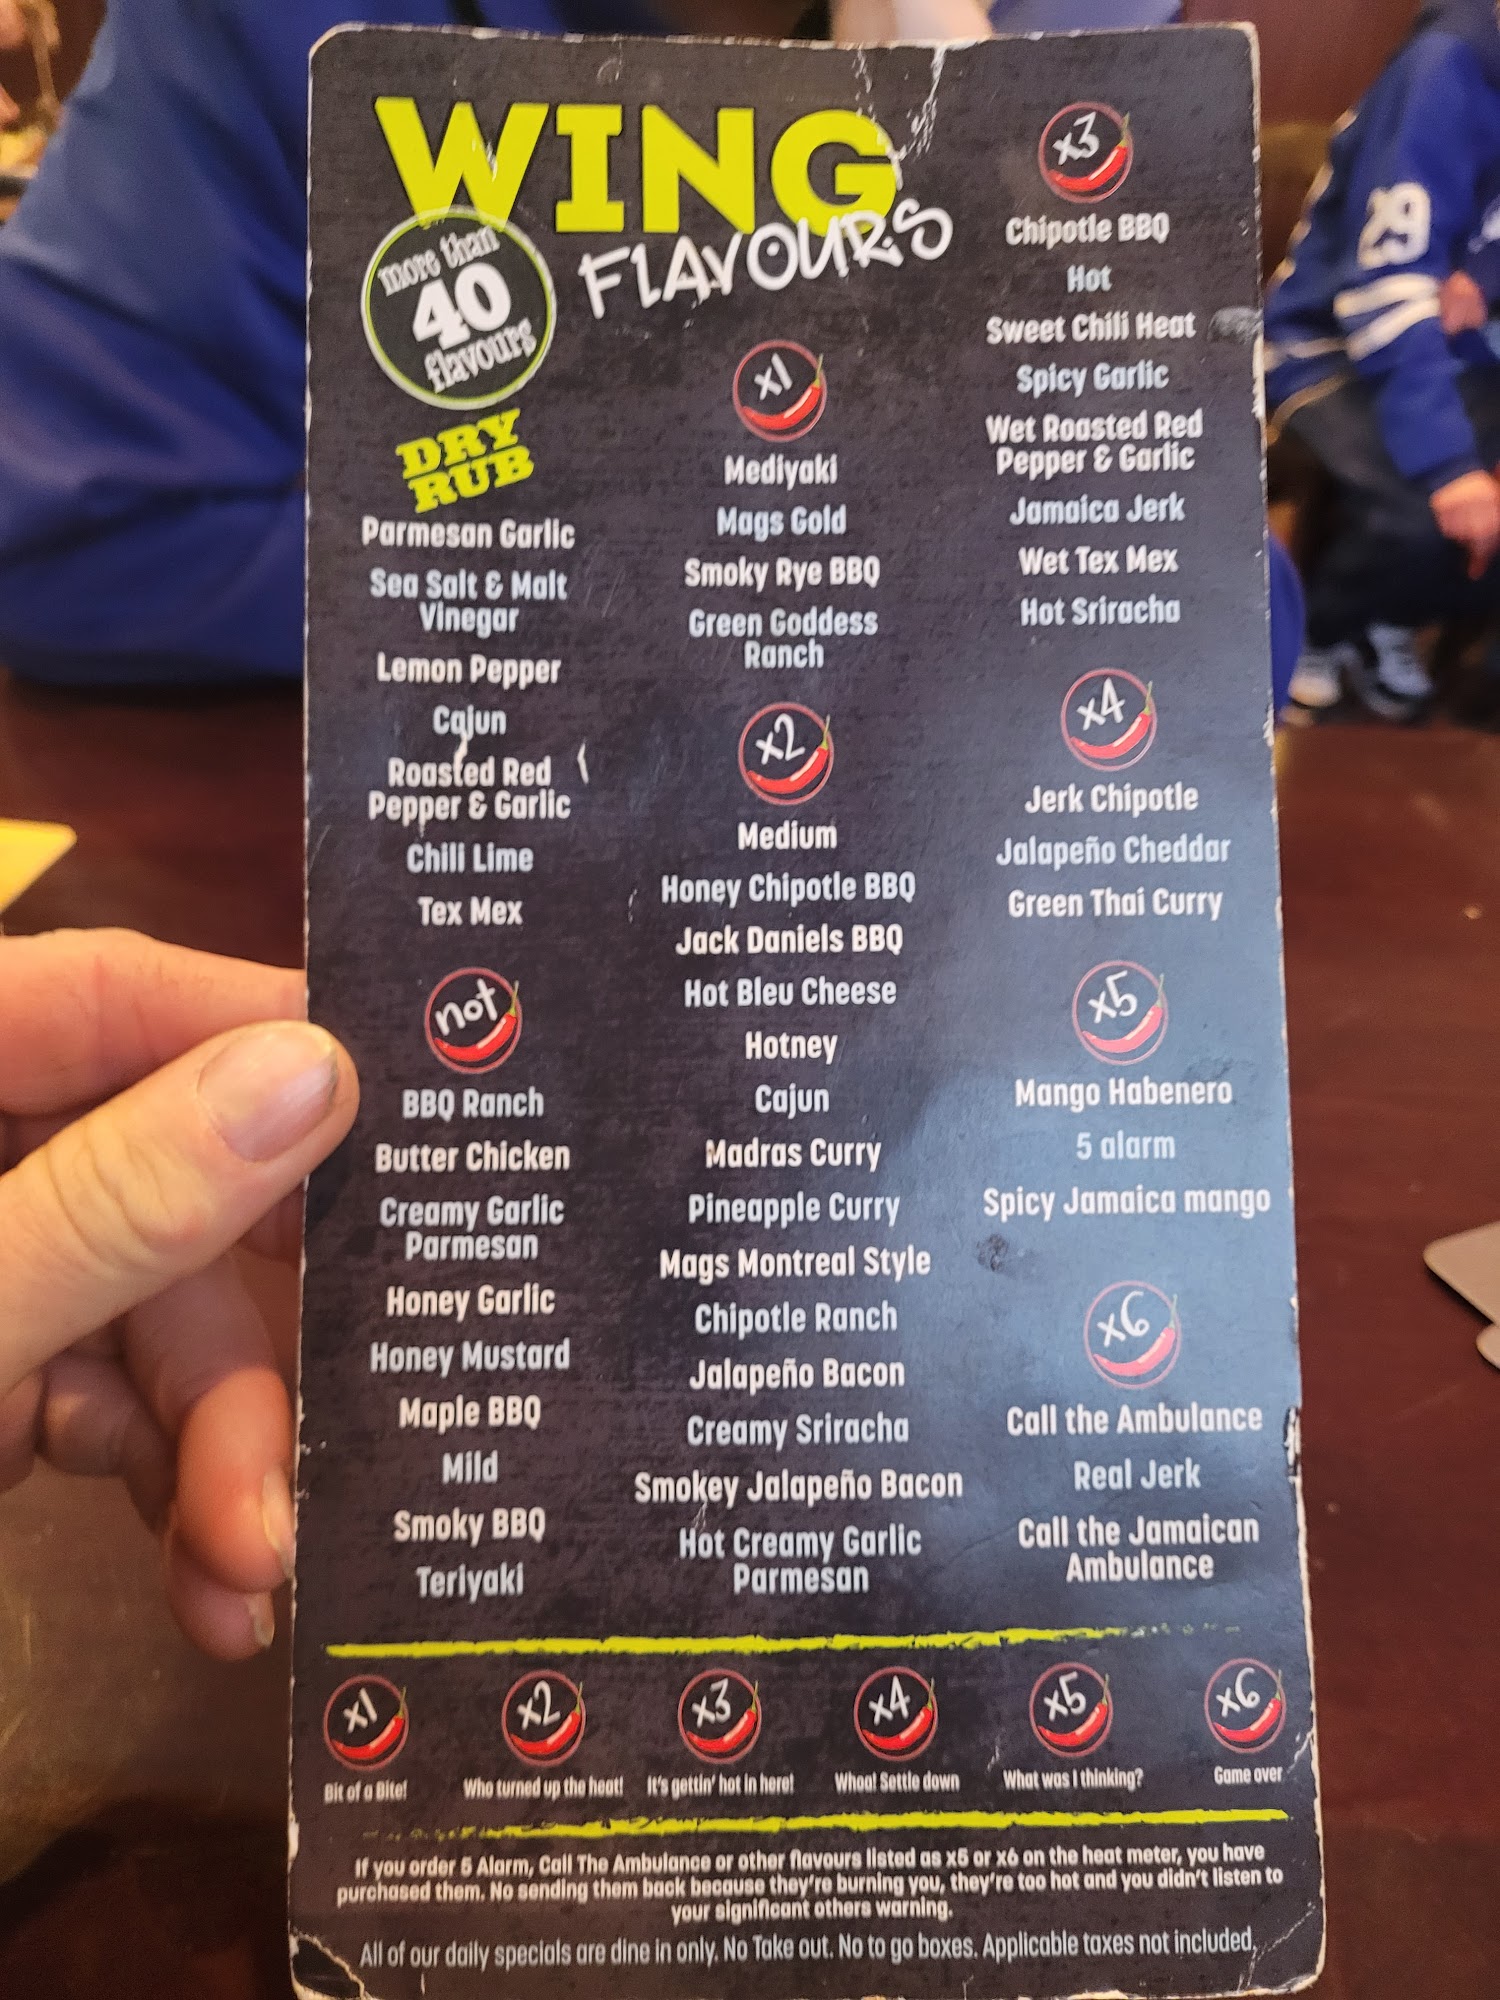 WING
FLAVOURS
more than
40
flavours
DRY
RUB
Parmesan Garlic
Sea Salt & Malt
Vinegar
Lemon Pepper
Cajun
Roasted Red
Pepper & Garlic
Chili Lime
Tex Mex
not
BBQ Ranch
Butter Chicken
Creamy Garlic
Parmesan
Honey Garlic
Honey Mustard
Maple BBQ
Mild
Smoky BBQ
Teriyaki
x1
Mediyaki
Mags Gold
Smoky Rye BBQ
Green Goddess
Ranch
x2
Medium
Honey Chipotle BBQ
Jack Daniels BBQ
Hot Bleu Cheese
Hotney
Cajun
Madras Curry
Pineapple Curry
Mags Montreal Style
Chipotle Ranch
Jalapeño Bacon
Creamy Sriracha
Smokey Jalapeño Bacon
Hot Creamy Garlic
Parmesan
x3
Chipotle BBQ
Hot
Sweet Chili Heat
Spicy Garlic
Wet Roasted Red
Pepper & Garlic
Jamaica Jerk
Wet Tex Mex
Hot Sriracha
x4
Jerk Chipotle
Jalapeño Cheddar
Green Thai Curry
x5
Mango Habenero
5 alarm
Spicy Jamaica mango
x6
Call the Ambulance
Real Jerk
Call the Jamaican
Ambulance
x1 x2 x3 x4 x5 x6
Bit of a Bite! Who turned up the heat! It's gettin' hot in here! Whoa! Settle down What was I thinking? Game over
If you order 5 Alarm, Call The Ambulance or other flavours listed as x5 or x6 on the heat meter, you have
purchased them. No sending them back because they're burning you, they're too hot and you didn't listen to
your significant others warning.
All of our daily specials are dine in only. No Take out. No to go boxes. Applicable taxes not included.
29